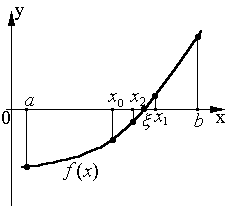 y
a x₀ x₂
0 ξ x₁ b x
f(x)